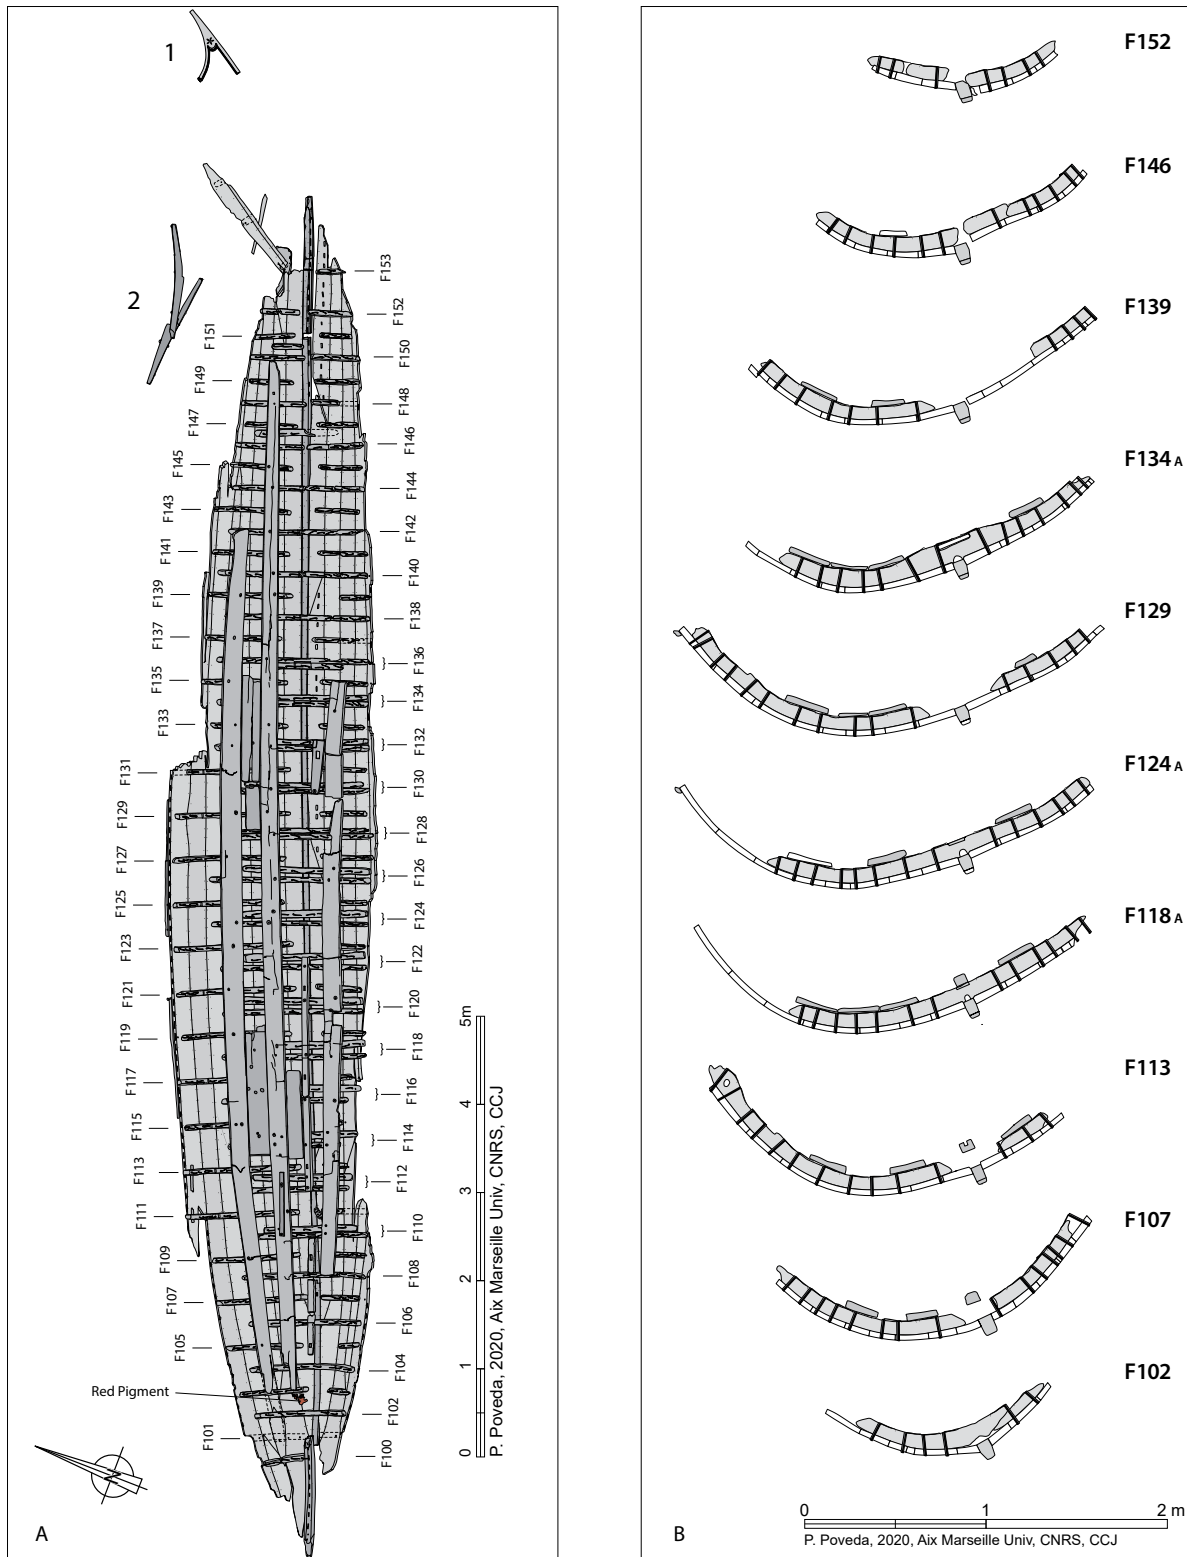 1
2
F153
F152
F151
F150
F149
F148
F147
F146
F145
F144
F143
F142
F141
F140
F139
F138
F137
F136
F135
F134
F133
F132
F131
F130
F129
F128
F127
F126
F125
F124
F123
F122
F121
F120
F119
F118
F117
F116
F115
F114
F113
F112
F111
F110
F109
F108
F107
F106
F105
F104
Red Pigment
F102
F101
F100
0 1 2 3 4 5m
P. Poveda, 2020, Aix Marseille Univ, CNRS, CCJ
A
F152
F146
F139
F134 A
F129
F124 A
F118 A
F113
F107
F102
0 1 2 m
P. Poveda, 2020, Aix Marseille Univ, CNRS, CCJ
B